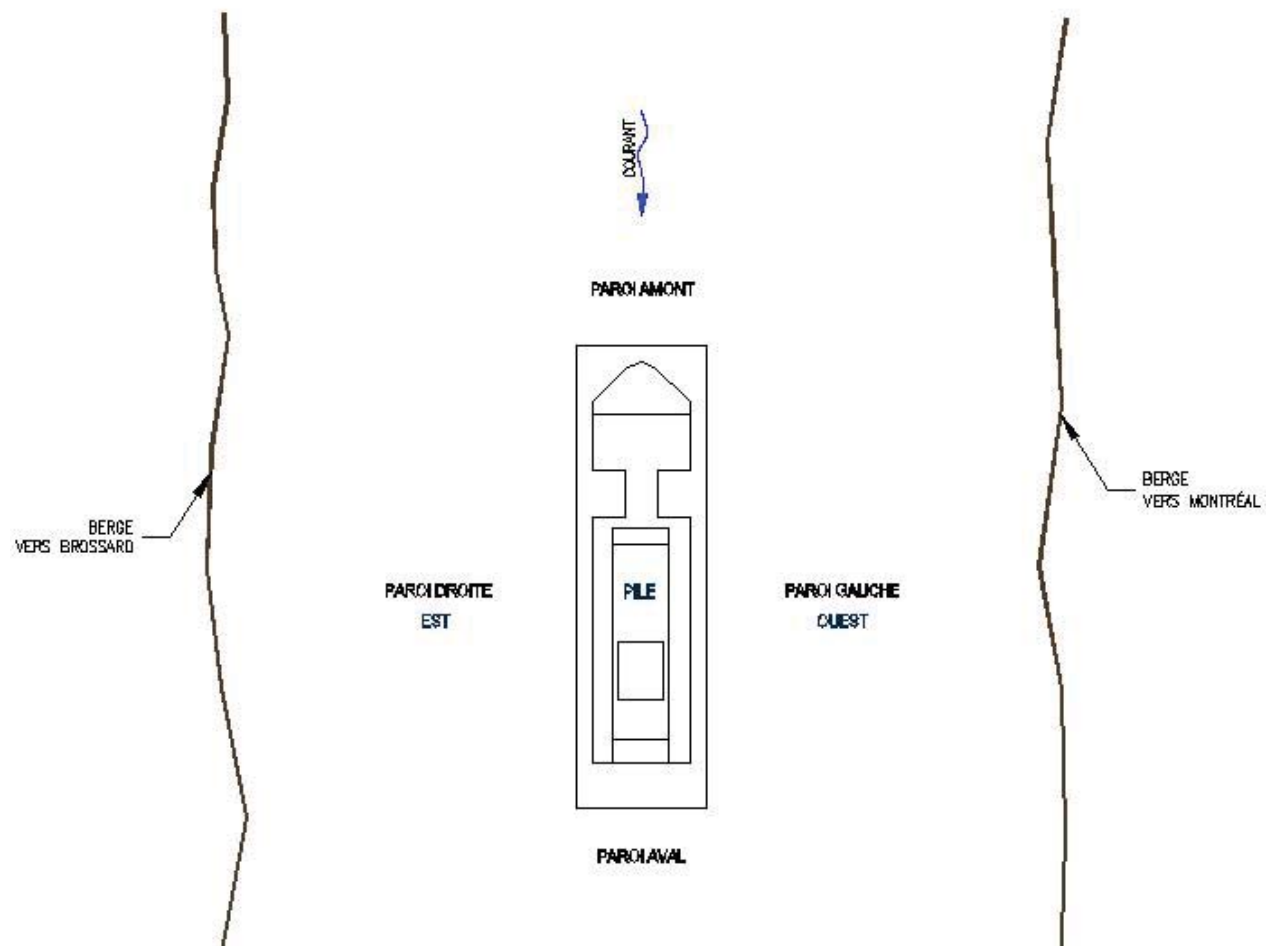 COURANT
PAROI AMONT
BERGE
VERS MONTRÉAL
BERGE
VERS BROSSARD
PAROI DROITE
EST
PILE
PAROI GAUCHE
OUEST
PAROI AVAL